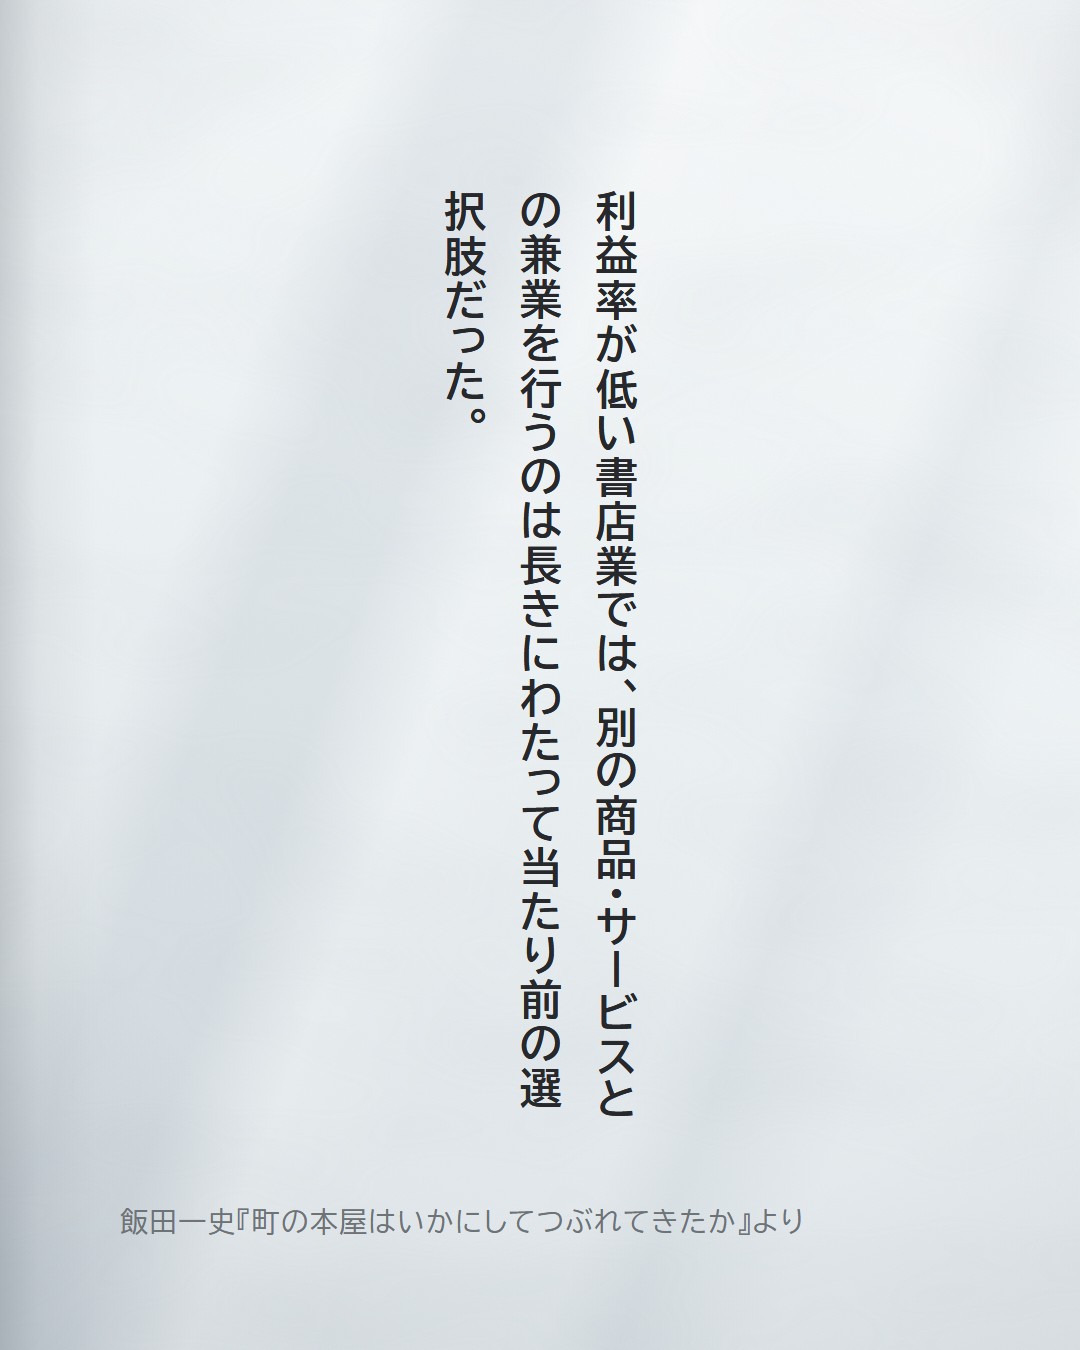 利益率が低い書店業では、別の商品・サービスと
の兼業を行うのは長きにわたって当たり前の選
択肢だった。
飯田一史『町の本屋はいかにしてつぶれてきたか』より